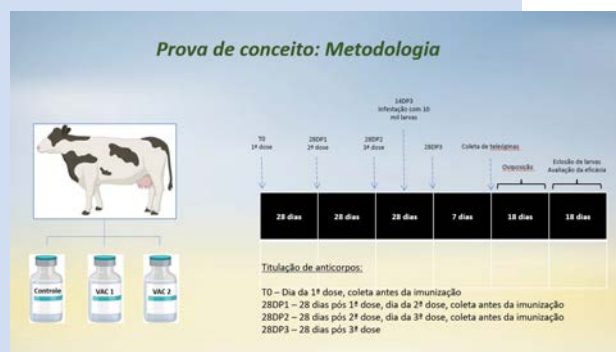 Prova de conceito: Metodologia
14DP3
Infestação com 10
mil larvas
T0
1ª dose
28DP1
2ª dose
28DP2
3ª dose
28DP3
Coleta de teleóginas
Ovoposição
Eclosão de larvas
Avaliação da eficácia
28 dias
28 dias
28 dias
7 dias
18 dias
18 dias
Controle
VAC 1
VAC 2
Titulação de anticorpos:
T0 – Dia da 1ª dose, coleta antes da imunização
28DP1 – 28 dias pós 1ª dose, dia da 2ª dose, coleta antes da imunização
28DP2 – 28 dias pós 2ª dose, dia da 3ª dose, coleta antes da imunização
28DP3 – 28 dias pós 3ª dose